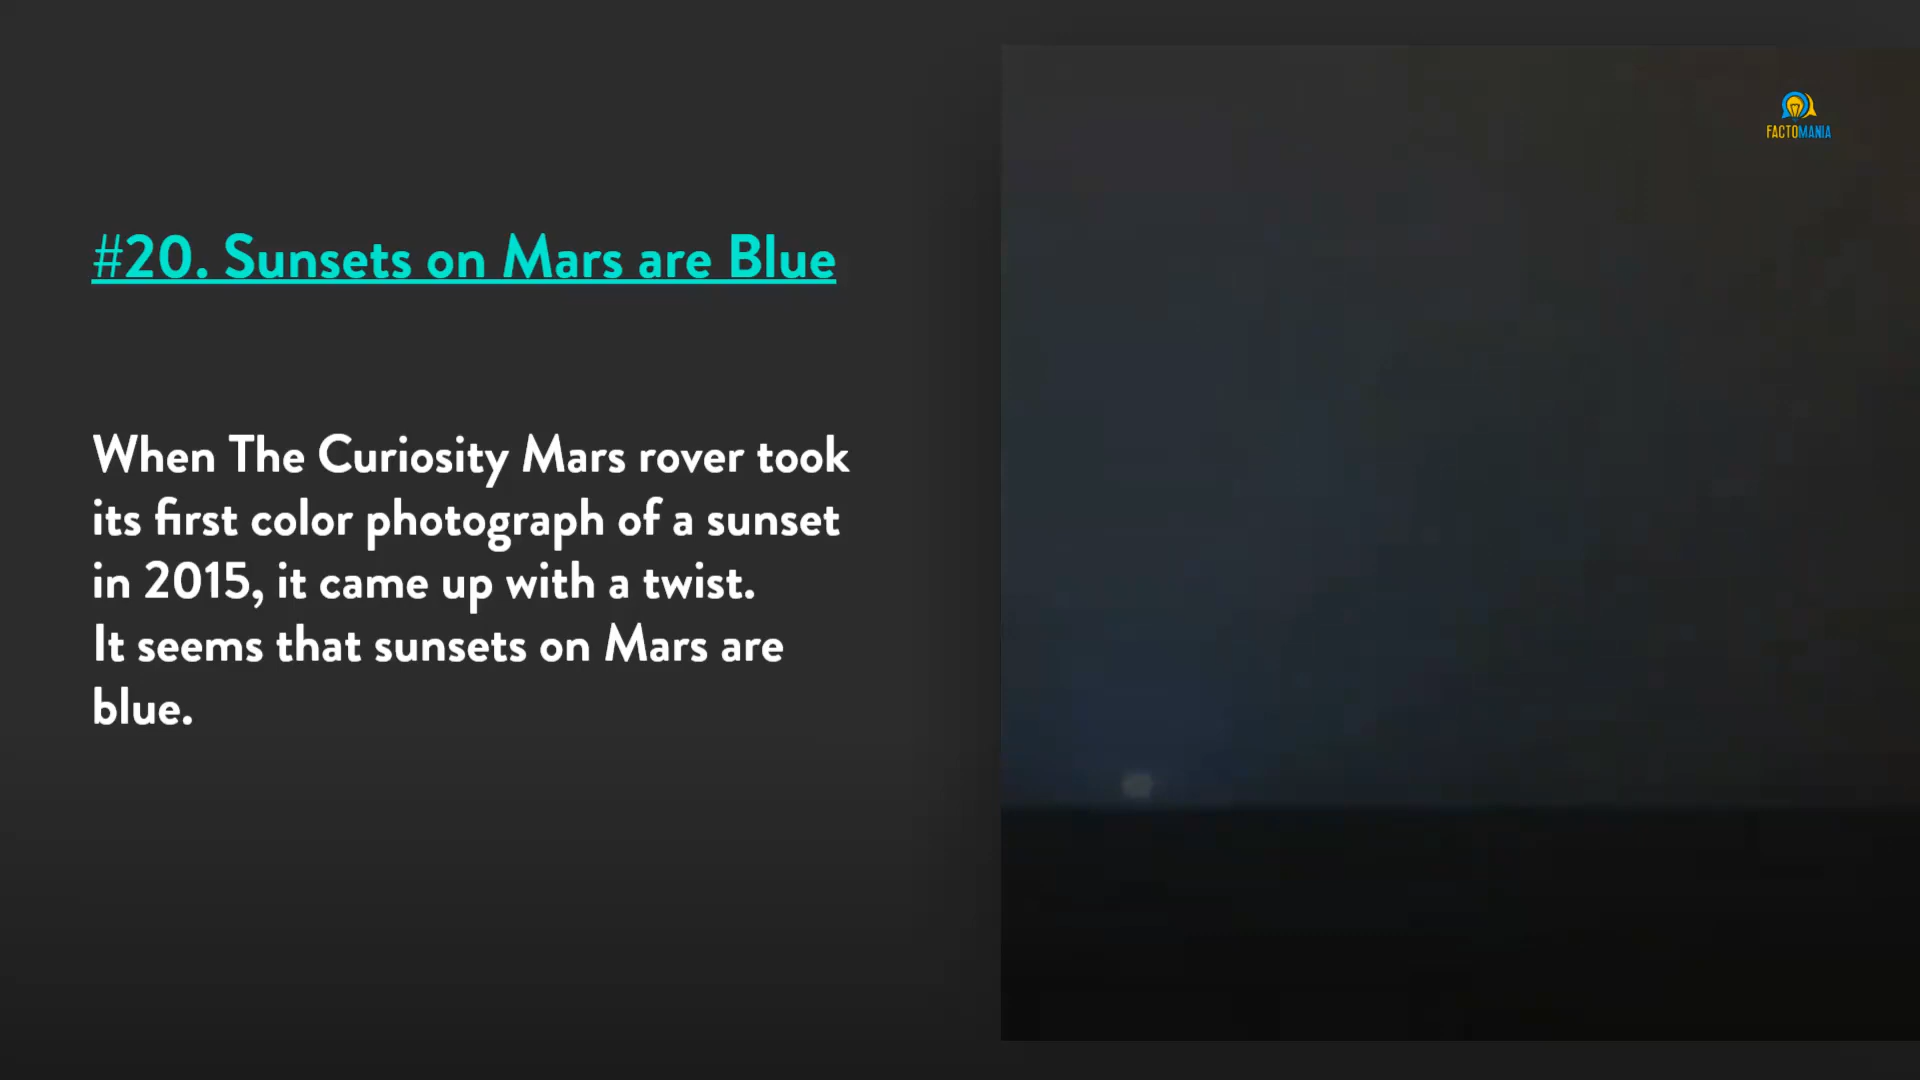 FACTOMANIA
#20. Sunsets on Mars are Blue
When The Curiosity Mars rover took
its first color photograph of a sunset
in 2015, it came up with a twist.
It seems that sunsets on Mars are
blue.